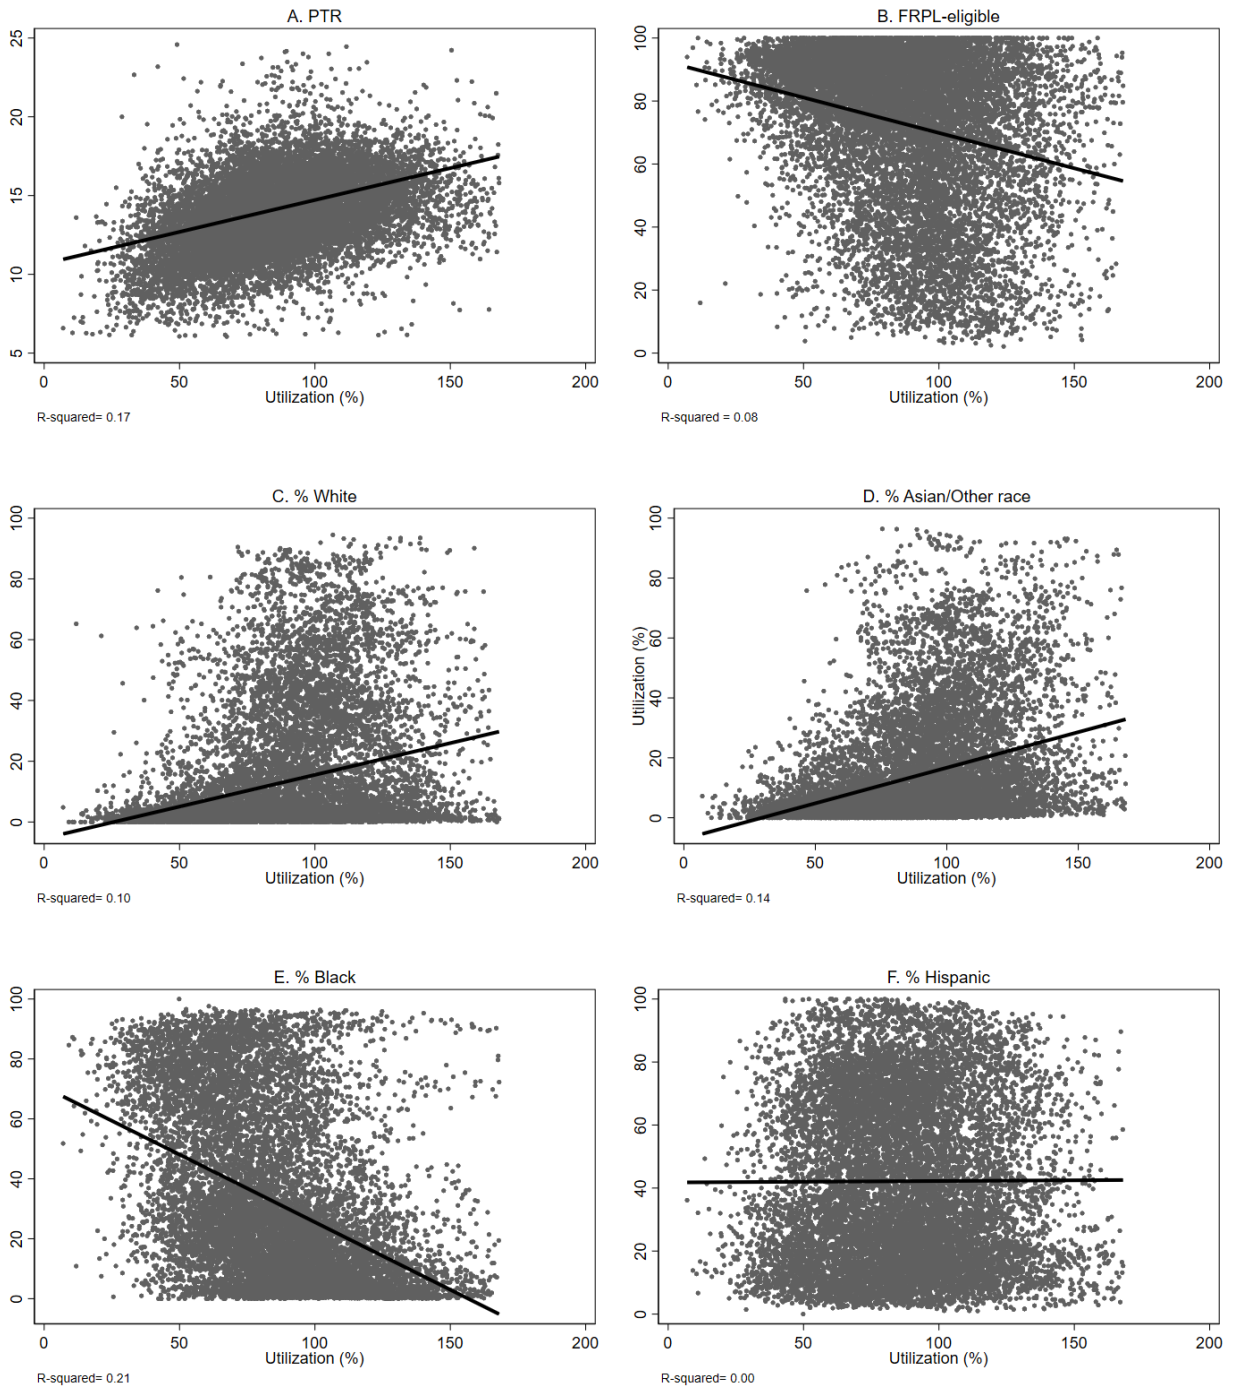 A. PTR
25
20
15
10
5
0 50 100 150 200
Utilization (%)
R-squared= 0.17
B. FRPL-eligible
100
80
60
40
20
0
0 50 100 150 200
Utilization (%)
R-squared = 0.08
C. % White
100
80
60
40
20
0
0 50 100 150 200
Utilization (%)
R-squared= 0.10
D. % Asian/Other race
Utilization (%)
100
80
60
40
20
0
0 50 100 150 200
Utilization (%)
R-squared= 0.14
E. % Black
100
80
60
40
20
0
0 50 100 150 200
Utilization (%)
R-squared= 0.21
F. % Hispanic
100
80
60
40
20
0
0 50 100 150 200
Utilization (%)
R-squared= 0.00